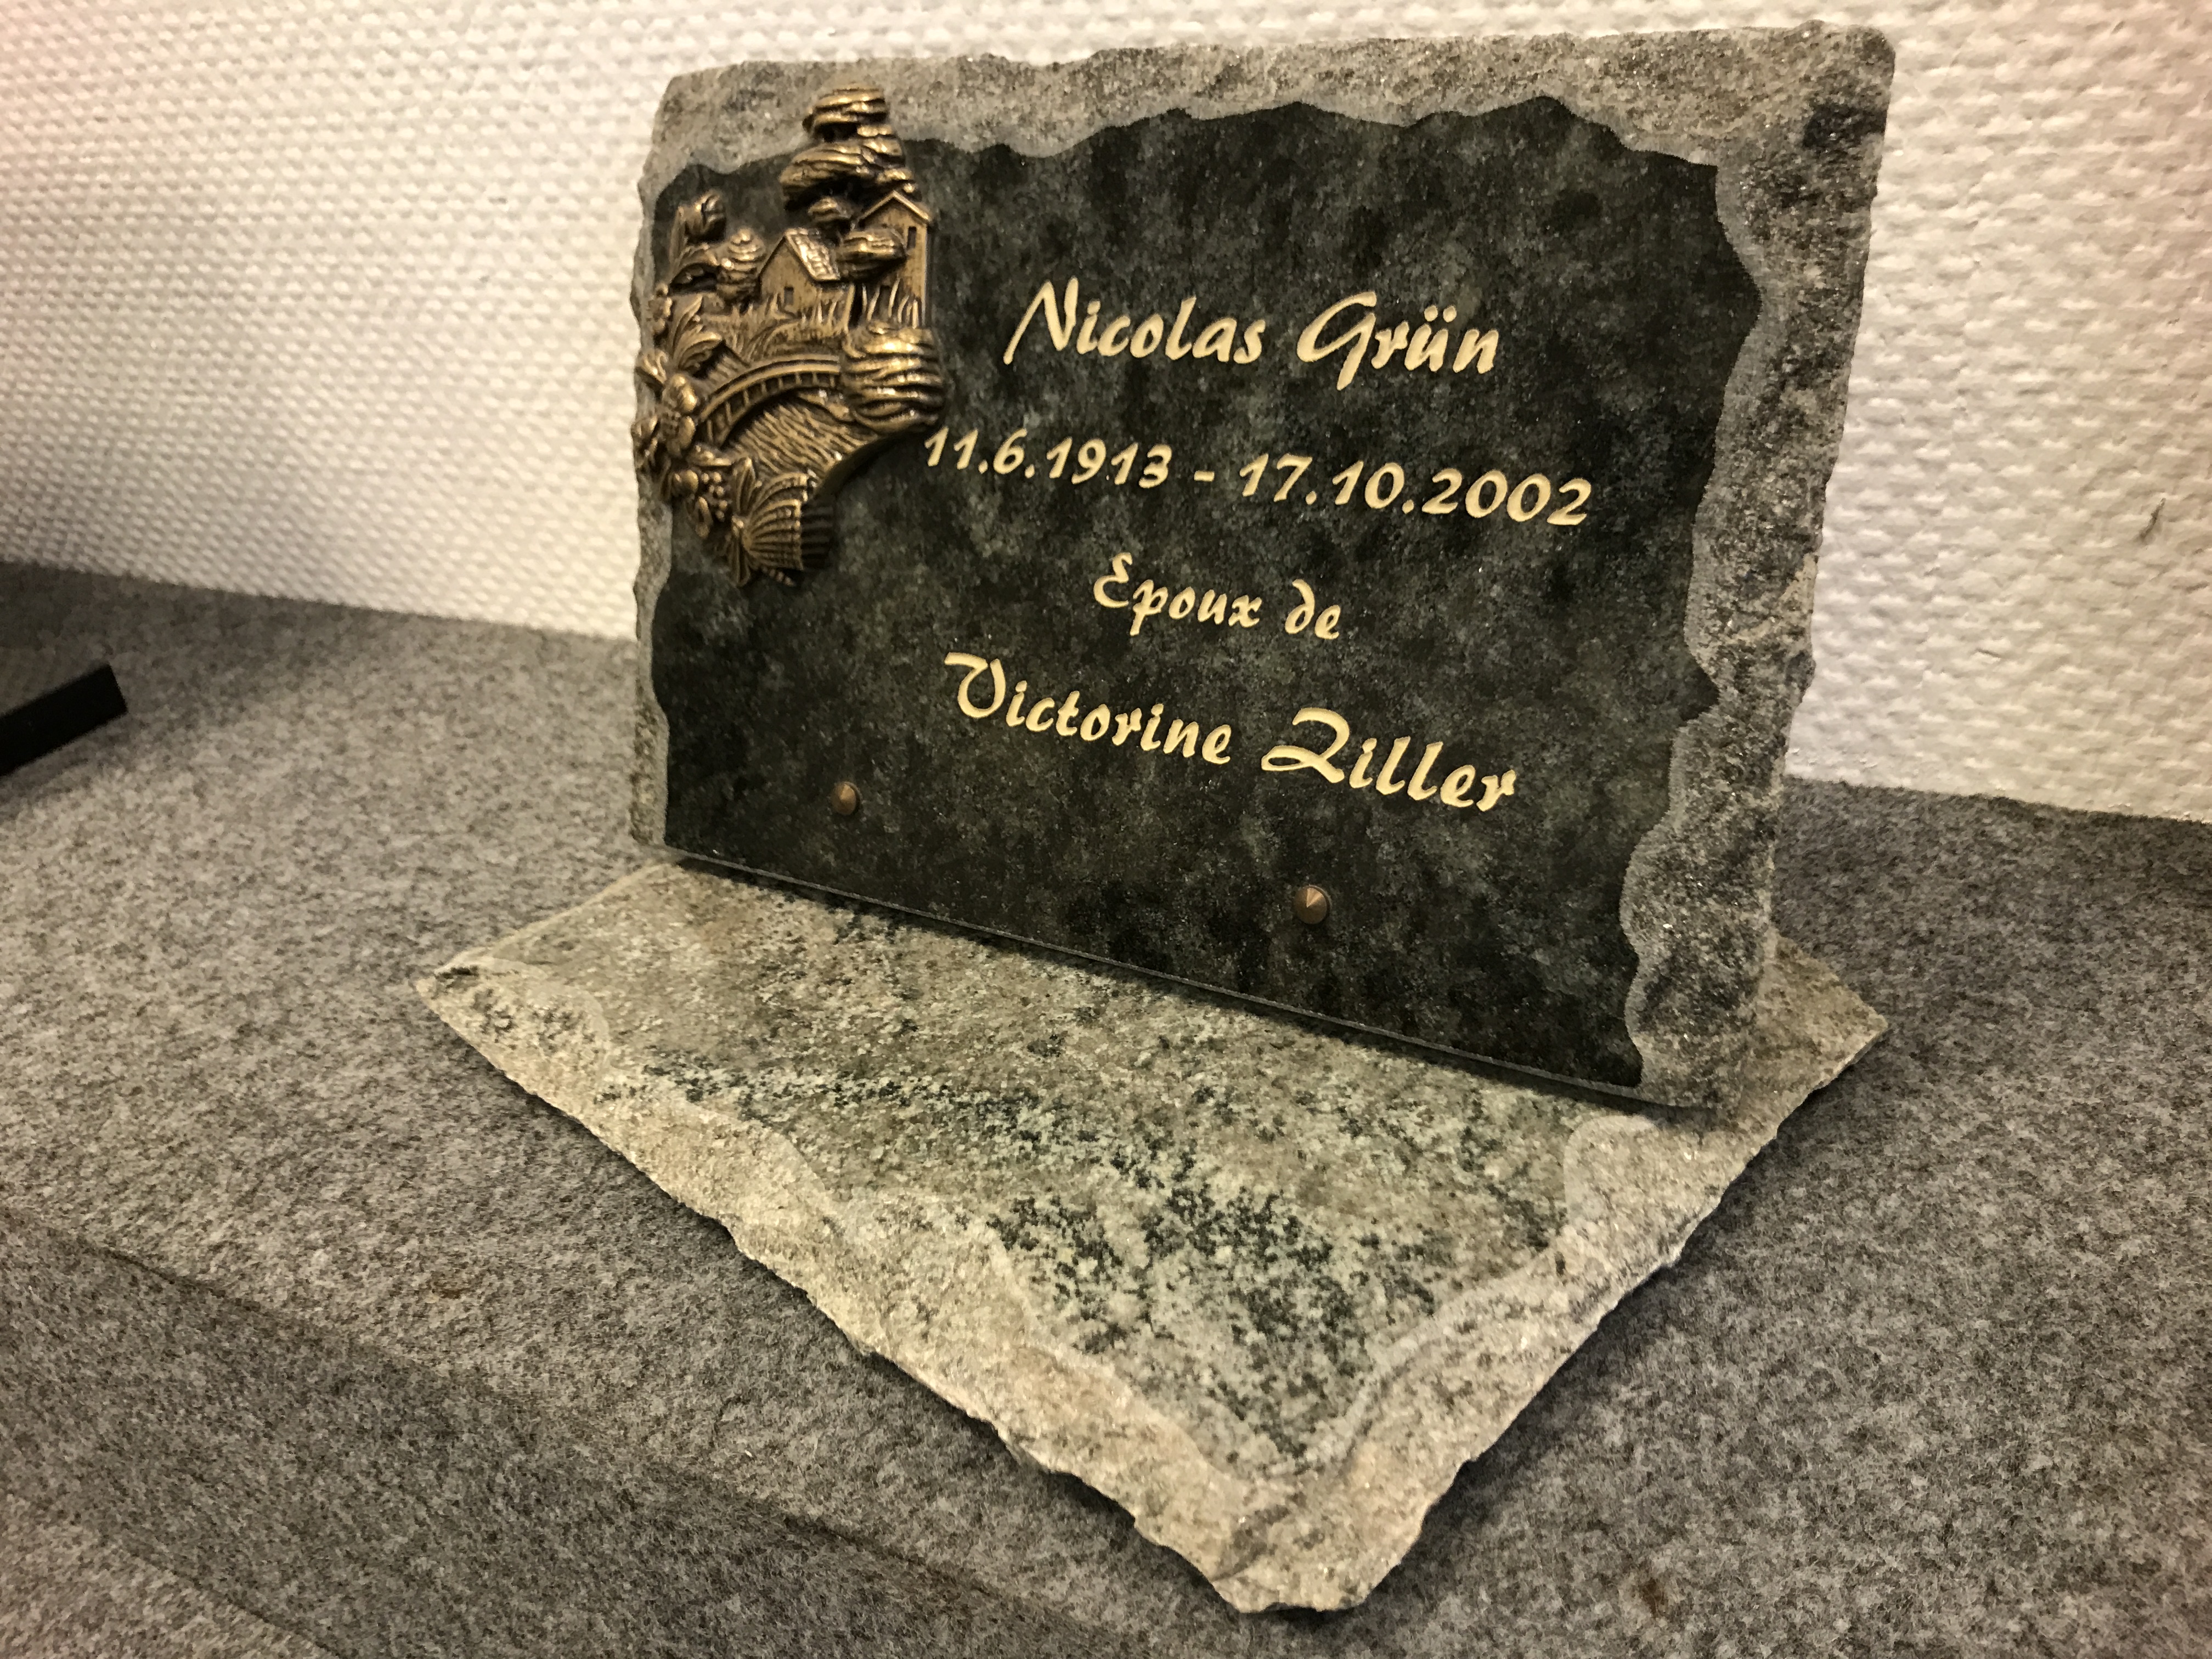 Nicolas Grün
11.6.1913 - 17.10.2002
Epoux de
Victorine Ziller